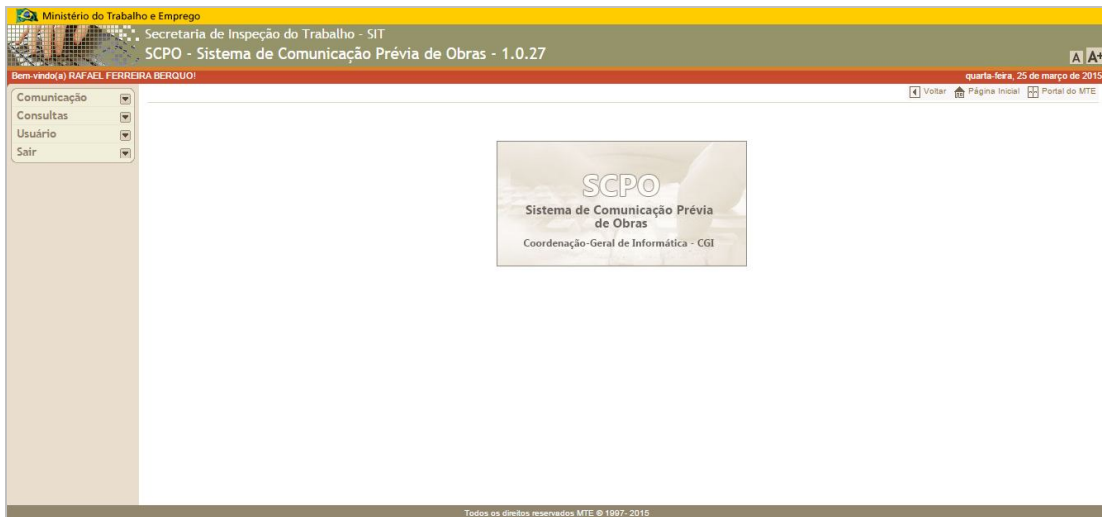 Ministério do Trabalho e Emprego
Secretaria de Inspeção do Trabalho - SIT
SCPO - Sistema de Comunicação Prévia de Obras - 1.0.27
A A+
Bem-vindo(a) RAFAEL FERREIRA BERQUO!
quarta-feira, 25 de março de 2015
Voltar Página Inicial Portal do MTE
Comunicação
Consultas
Usuário
Sair
SCPO
Sistema de Comunicação Prévia
de Obras
Coordenação-Geral de Informática - CGI
Todos os direitos reservados MTE © 1997- 2015